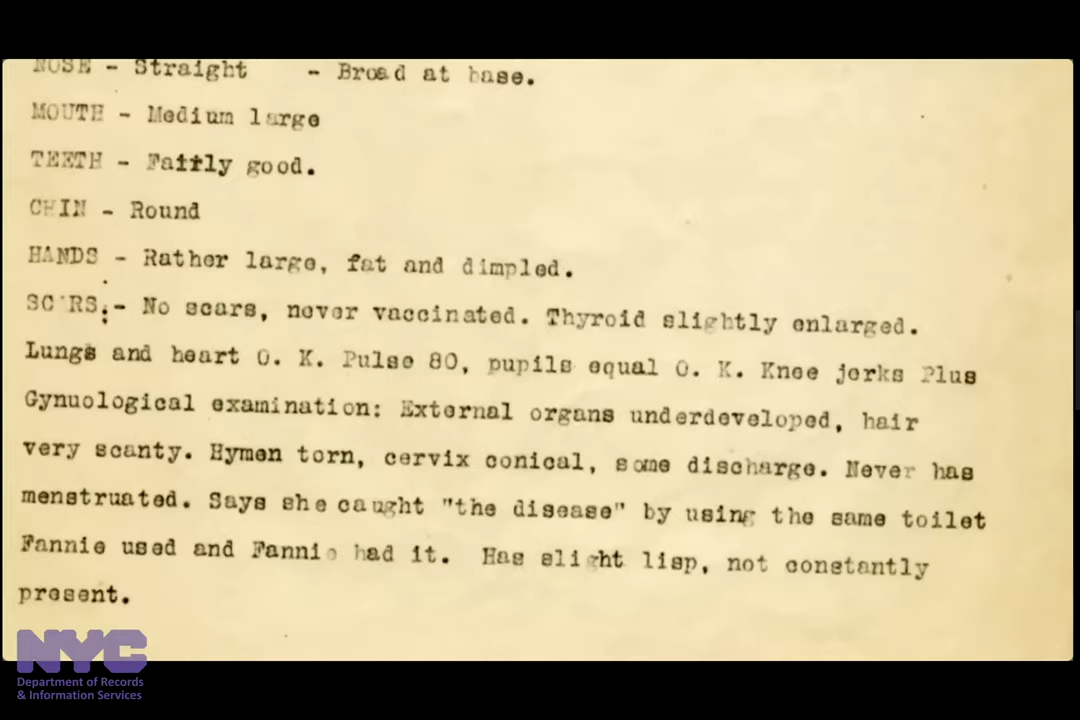 NOSE - Straight - Broad at base.
MOUTH - Medium large
TEETH - Faitly good.
CHIN - Round
HANDS - Rather large, fat and dimpled.
SCARS:- No scars, never vaccinated. Thyroid slightly enlarged.
Lungs and heart O. K. Pulse 80, pupils equal O. K. Knee jerks Plus
Gynuological examination: External organs underdeveloped, hair
very scanty. Hymen torn, cervix conical, some discharge. Never has
menstruated. Says she caught "the disease" by using the same toilet
Fannie used and Fannie had it. Has slight lisp, not constantly
present.
NYC
Department of Records
& Information Services